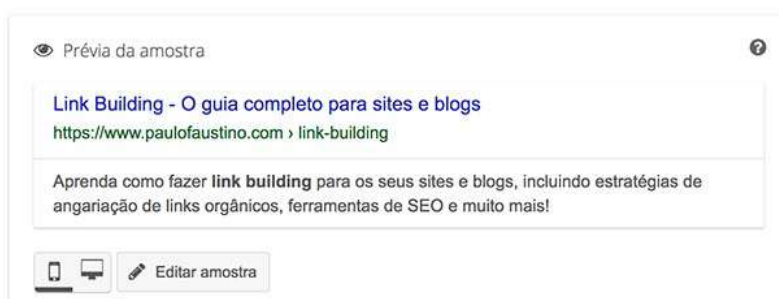 Prévia da amostra
Link Building - O guia completo para sites e blogs
https://www.paulofaustino.com › link-building
Aprenda como fazer link building para os seus sites e blogs, incluindo estratégias de
angariação de links orgânicos, ferramentas de SEO e muito mais!
Editar amostra